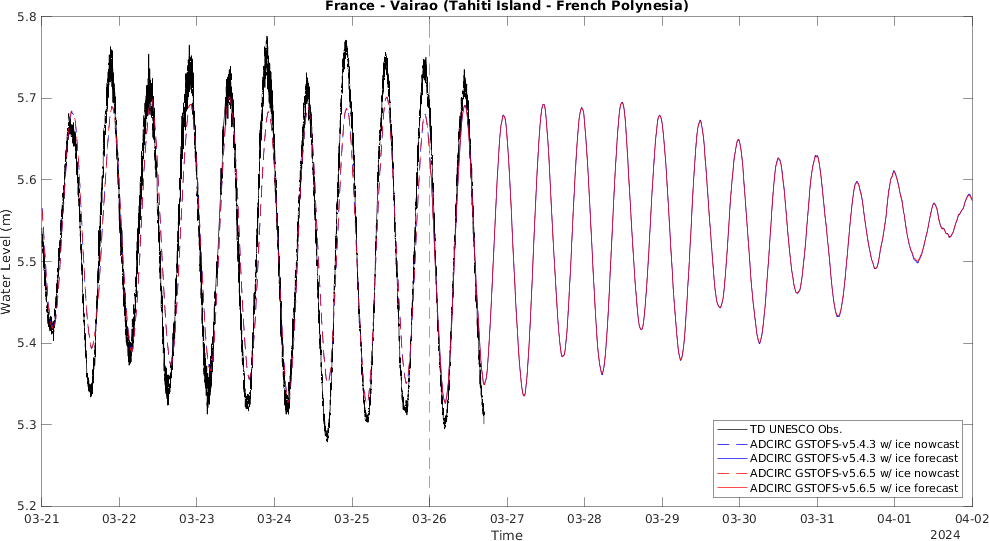 France - Vairao (Tahiti Island - French Polynesia)
5.8
5.7
5.6
5.5
5.4
5.3
5.2
Water Level (m)
TD UNESCO Obs.
ADCIRC GSTOFS-v5.4.3 w/ ice nowcast
ADCIRC GSTOFS-v5.4.3 w/ ice forecast
ADCIRC GSTOFS-v5.6.5 w/ ice nowcast
ADCIRC GSTOFS-v5.6.5 w/ ice forecast
03-21 03-22 03-23 03-24 03-25 03-26 03-27 03-28 03-29 03-30 03-31 04-01 04-02
Time
2024